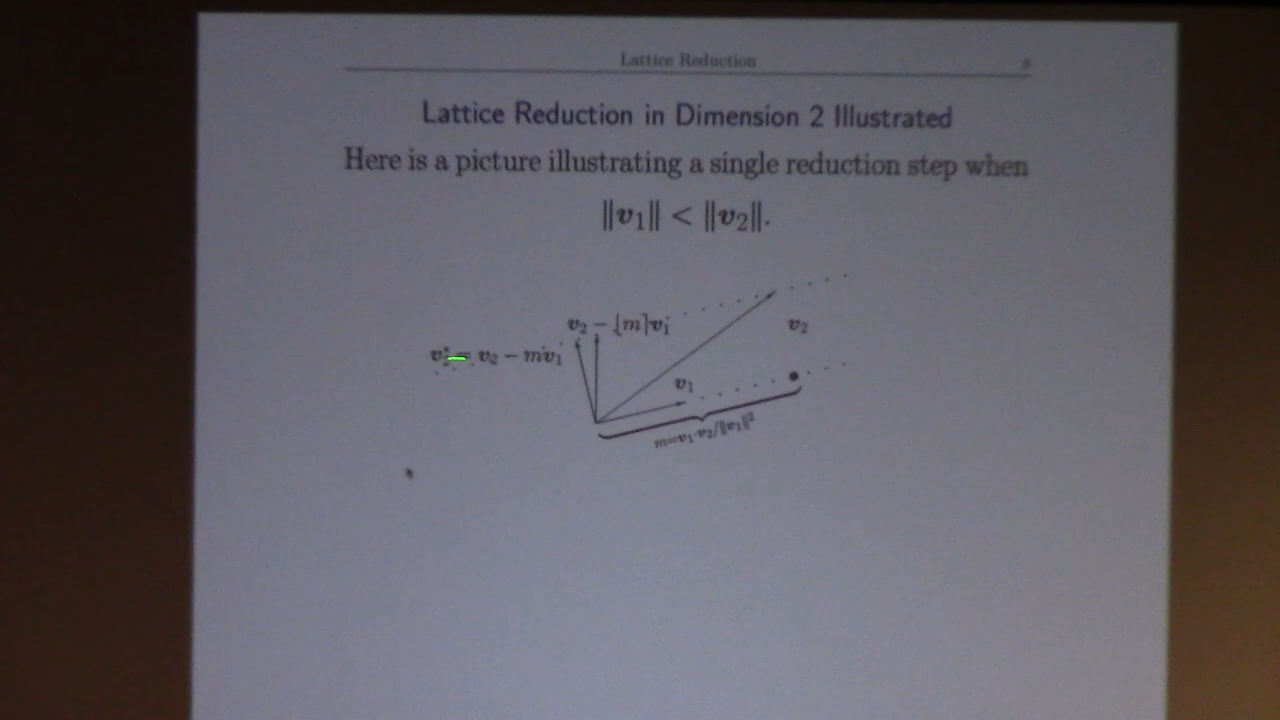 Lattice Reduction
Lattice Reduction in Dimension 2 Illustrated
Here is a picture illustrating a single reduction step when
‖v₁‖ < ‖v₂‖.
v₂ − ⌊m⌉v₁
v₂
= v₂ − mv₁
v₁
m=v₁·v₂/‖v₁‖²